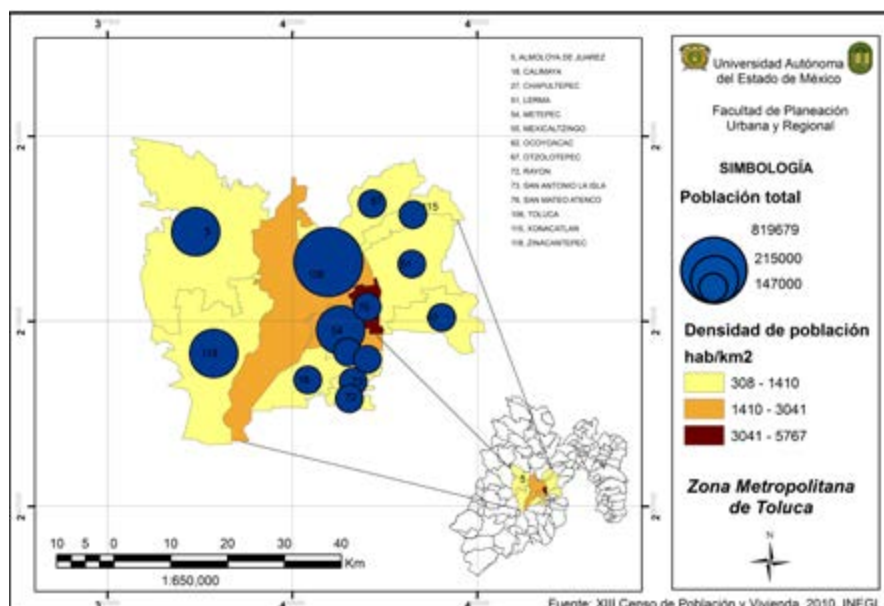 5, ALMOLOYA DE JUAREZ
18, CALIMAYA
27, CHAPULTEPEC
51, LERMA
54, METEPEC
55, MEXICALTZINGO
62, OCOYOACAC
67, OTZOLOTEPEC
72, RAYON
73, SAN ANTONIO LA ISLA
76, SAN MATEO ATENCO
106, TOLUCA
115, XONACATLAN
118, ZINACANTEPEC
115
5
118
54
5
10 5 0 10 20 30 40
Km
1:650,000
Universidad Autónoma
del Estado de México
Facultad de Planeación
Urbana y Regional
SIMBOLOGÍA
Población total
819679
215000
147000
Densidad de población
hab/km2
308 - 1410
1410 - 3041
3041 - 5767
Zona Metropolitana
de Toluca
N
Fuente: XIII Censo de Población y Vivienda, 2010, INEGI